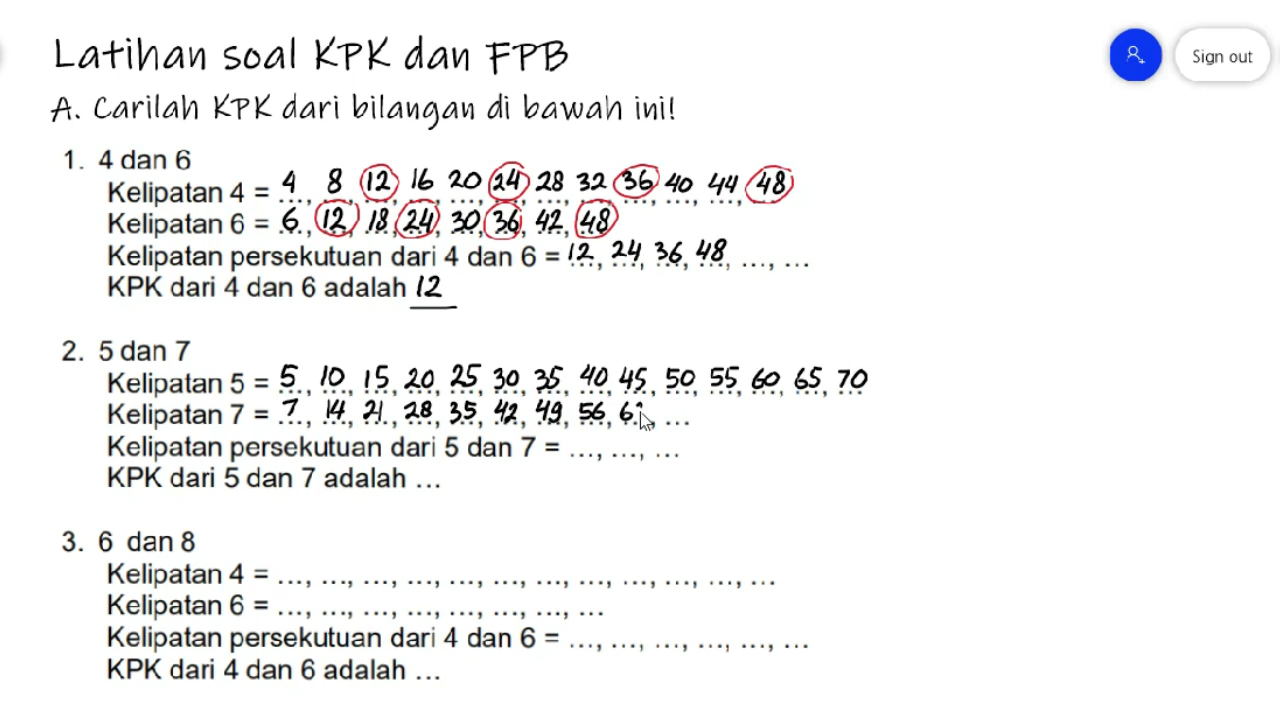 Latihan soal KPK dan FPB
Sign out
A. Carilah KPK dari bilangan di bawah ini!
1. 4 dan 6
Kelipatan 4 = 4, 8, 12, 16, 20, 24, 28, 32, 36, 40, 44, 48
Kelipatan 6 = 6, 12, 18, 24, 30, 36, 42, 48
Kelipatan persekutuan dari 4 dan 6 = 12, 24, 36, 48, ..., ...
KPK dari 4 dan 6 adalah 12
2. 5 dan 7
Kelipatan 5 = 5, 10, 15, 20, 25, 30, 35, 40, 45, 50, 55, 60, 65, 70
Kelipatan 7 = 7, 14, 21, 28, 35, 42, 49, 56, ...
Kelipatan persekutuan dari 5 dan 7 = ..., ..., ...
KPK dari 5 dan 7 adalah ...
3. 6 dan 8
Kelipatan 4 = ..., ..., ..., ..., ..., ..., ..., ..., ..., ..., ..., ...
Kelipatan 6 = ..., ..., ..., ..., ..., ..., ..., ...
Kelipatan persekutuan dari 4 dan 6 = ..., ..., ..., ..., ..., ...
KPK dari 4 dan 6 adalah ...